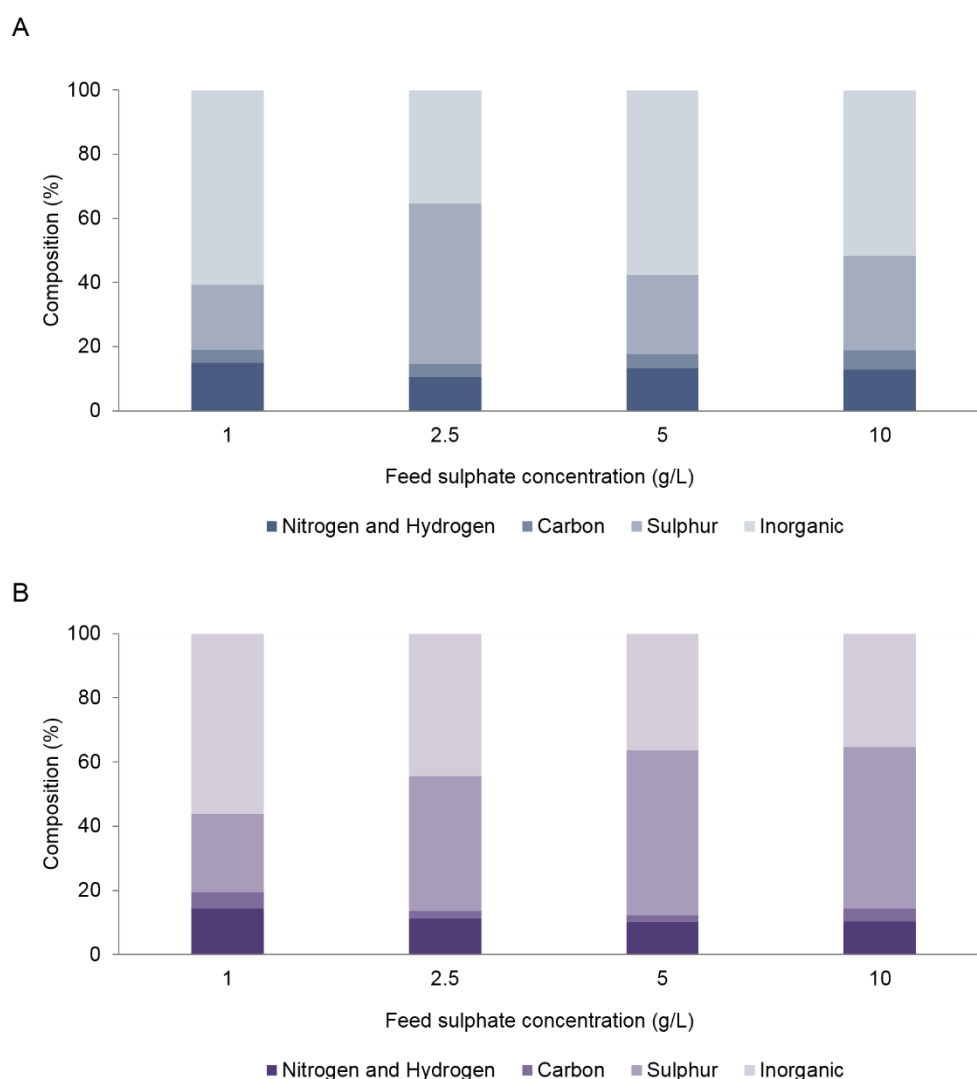 A
100
80
60
40
20
0
Composition (%)
1 2.5 5 10
Feed sulphate concentration (g/L)
Nitrogen and Hydrogen Carbon Sulphur Inorganic
B
100
80
60
40
20
0
Composition (%)
1 2.5 5 10
Feed sulphate concentration (g/L)
Nitrogen and Hydrogen Carbon Sulphur Inorganic